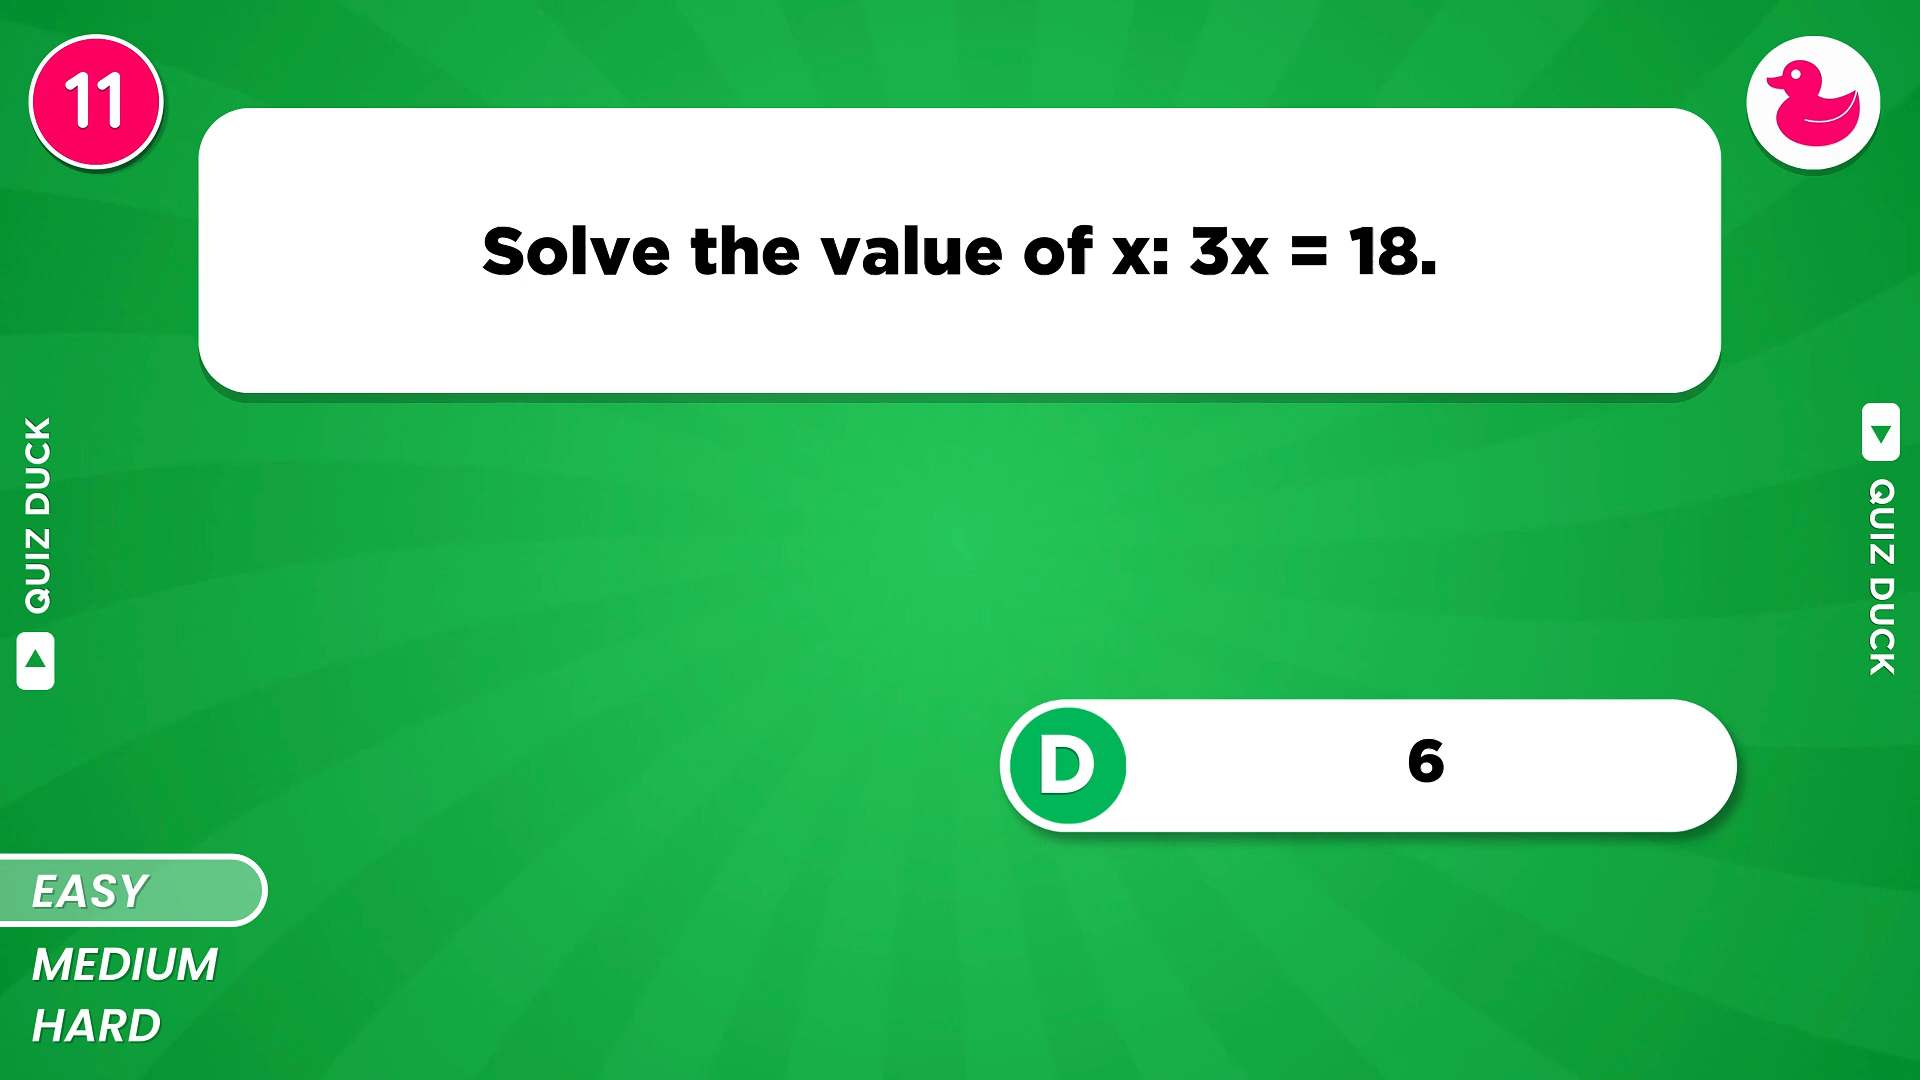 11
Solve the value of x: 3x = 18.
QUIZ DUCK
QUIZ DUCK
D 6
EASY
MEDIUM
HARD